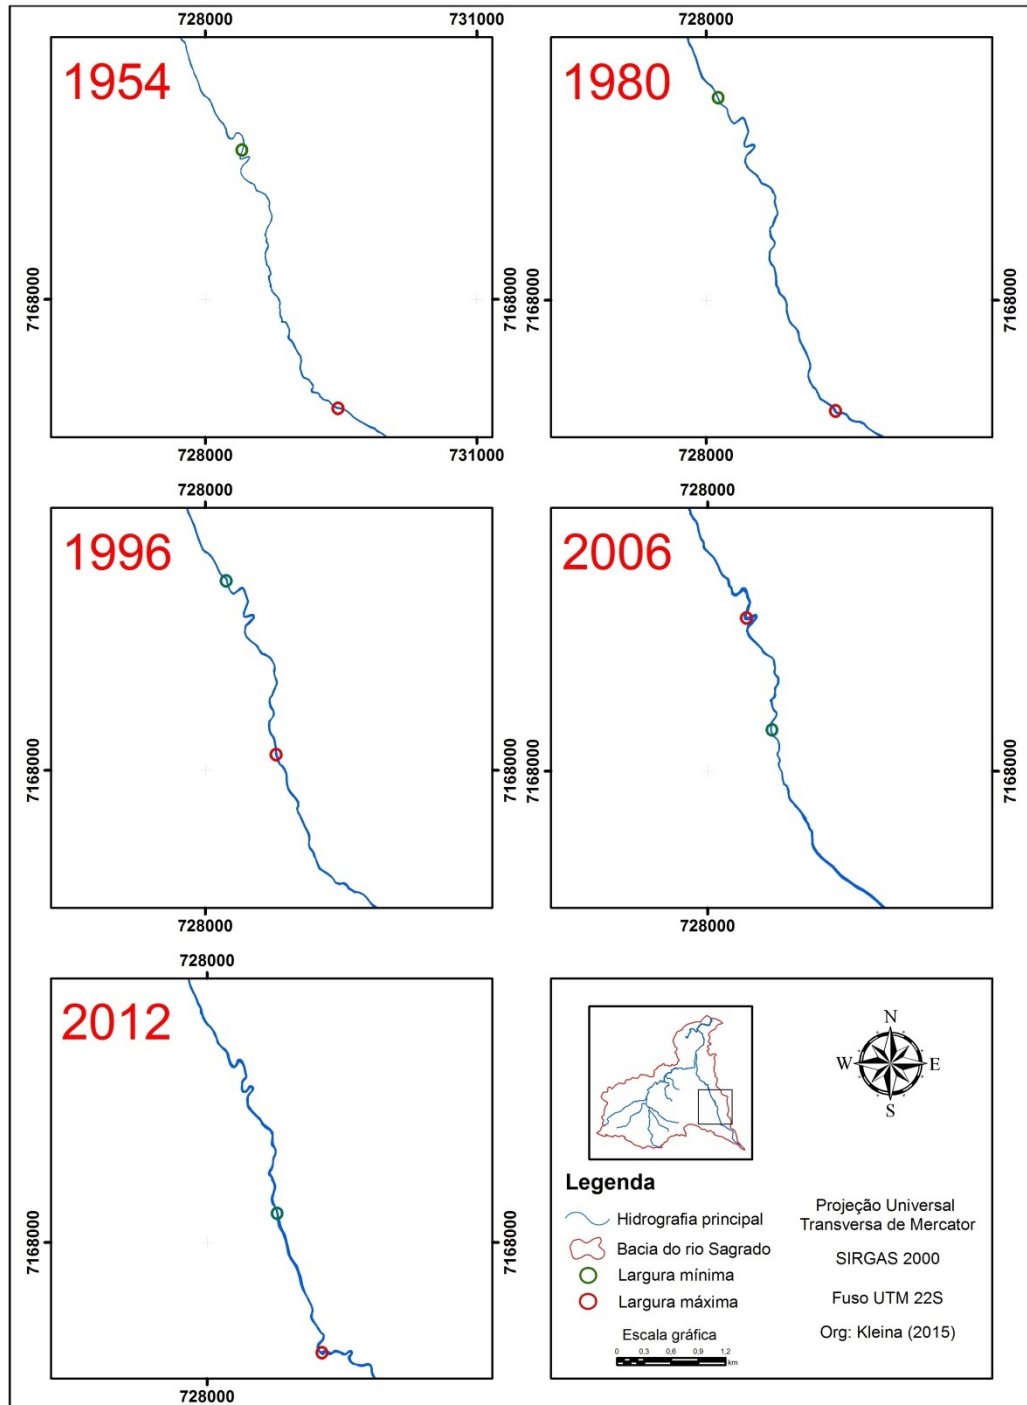 728000
731000
728000
1954
1980
7168000
7168000
7168000
728000
731000
728000
728000
728000
1996
2006
7168000
7168000
7168000
728000
728000
728000
2012
7168000
7168000
728000
N
W
E
S
Legenda
Hidrografia principal
Bacia do rio Sagrado
Largura mínima
Largura máxima
Escala gráfica
0 0,3 0,6 0,9 1,2
km
Projeção Universal
Transversa de Mercator
SIRGAS 2000
Fuso UTM 22S
Org: Kleina (2015)